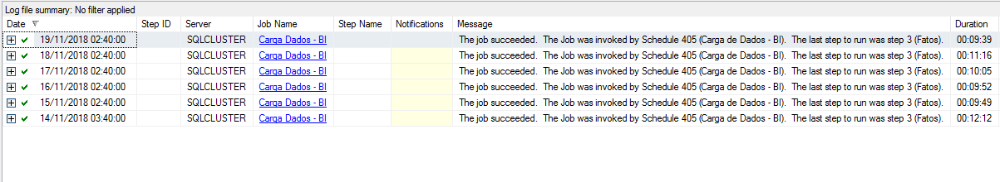 Log file summary: No filter applied
Date Step ID Server Job Name Step Name Notifications Message Duration
19/11/2018 02:40:00 SQLCLUSTER Carga Dados - BI The job succeeded. The Job was invoked by Schedule 405 (Carga de Dados - BI). The last step to run was step 3 (Fatos). 00:09:39
18/11/2018 02:40:00 SQLCLUSTER Carga Dados - BI The job succeeded. The Job was invoked by Schedule 405 (Carga de Dados - BI). The last step to run was step 3 (Fatos). 00:11:16
17/11/2018 02:40:00 SQLCLUSTER Carga Dados - BI The job succeeded. The Job was invoked by Schedule 405 (Carga de Dados - BI). The last step to run was step 3 (Fatos). 00:10:05
16/11/2018 02:40:00 SQLCLUSTER Carga Dados - BI The job succeeded. The Job was invoked by Schedule 405 (Carga de Dados - BI). The last step to run was step 3 (Fatos). 00:09:52
15/11/2018 02:40:00 SQLCLUSTER Carga Dados - BI The job succeeded. The Job was invoked by Schedule 405 (Carga de Dados - BI). The last step to run was step 3 (Fatos). 00:09:49
14/11/2018 03:40:00 SQLCLUSTER Carga Dados - BI The job succeeded. The Job was invoked by Schedule 405 (Carga de Dados - BI). The last step to run was step 3 (Fatos). 00:12:12